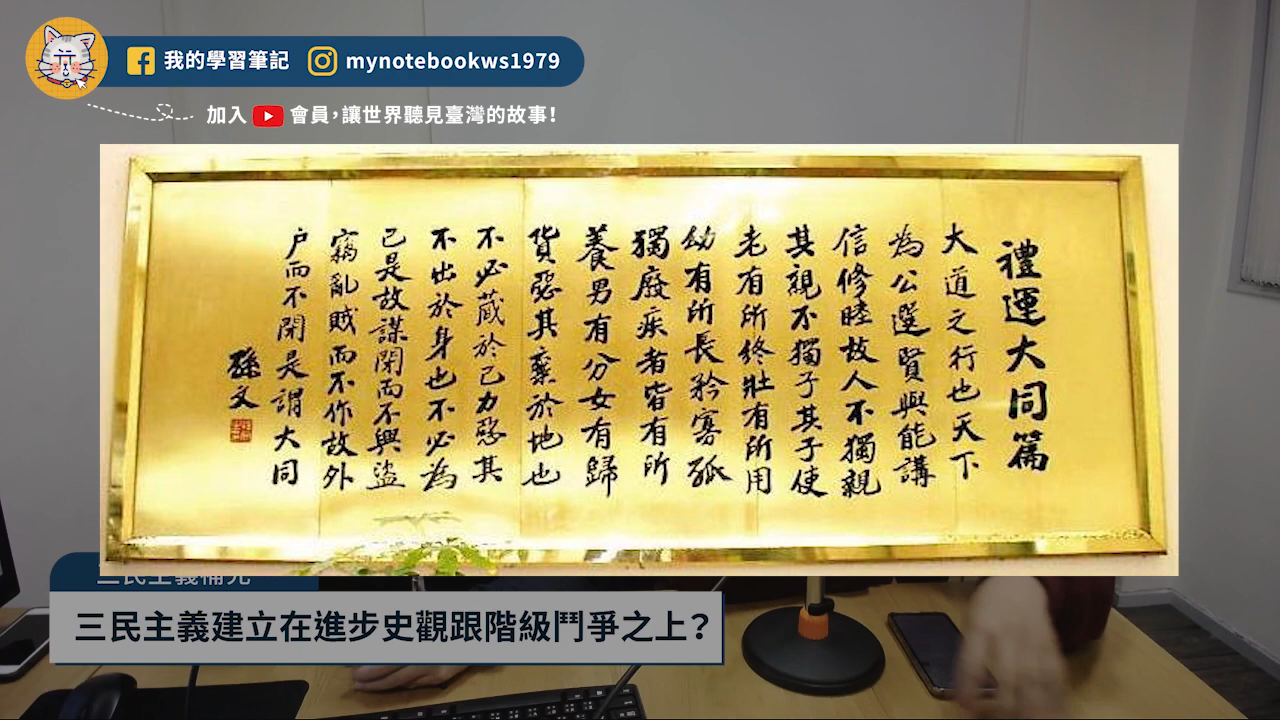 我的學習筆記 mynotebookws1979
加入 會員,讓世界聽見臺灣的故事!
禮運大同篇
大道之行也天下
為公選賢與能講
信修睦故人不獨親
其親不獨子其子使
老有所終壯有所用
幼有所長矜寡孤
獨廢疾者皆有所
養男有分女有歸
貨惡其棄於地也
不必藏於己力惡其
不出於身也不必為
己是故謀閉而不興盜
竊亂賊而不作故外
户而不閉是謂大同
孫文
三民主義補充
三民主義建立在進步史觀跟階級鬥爭之上?